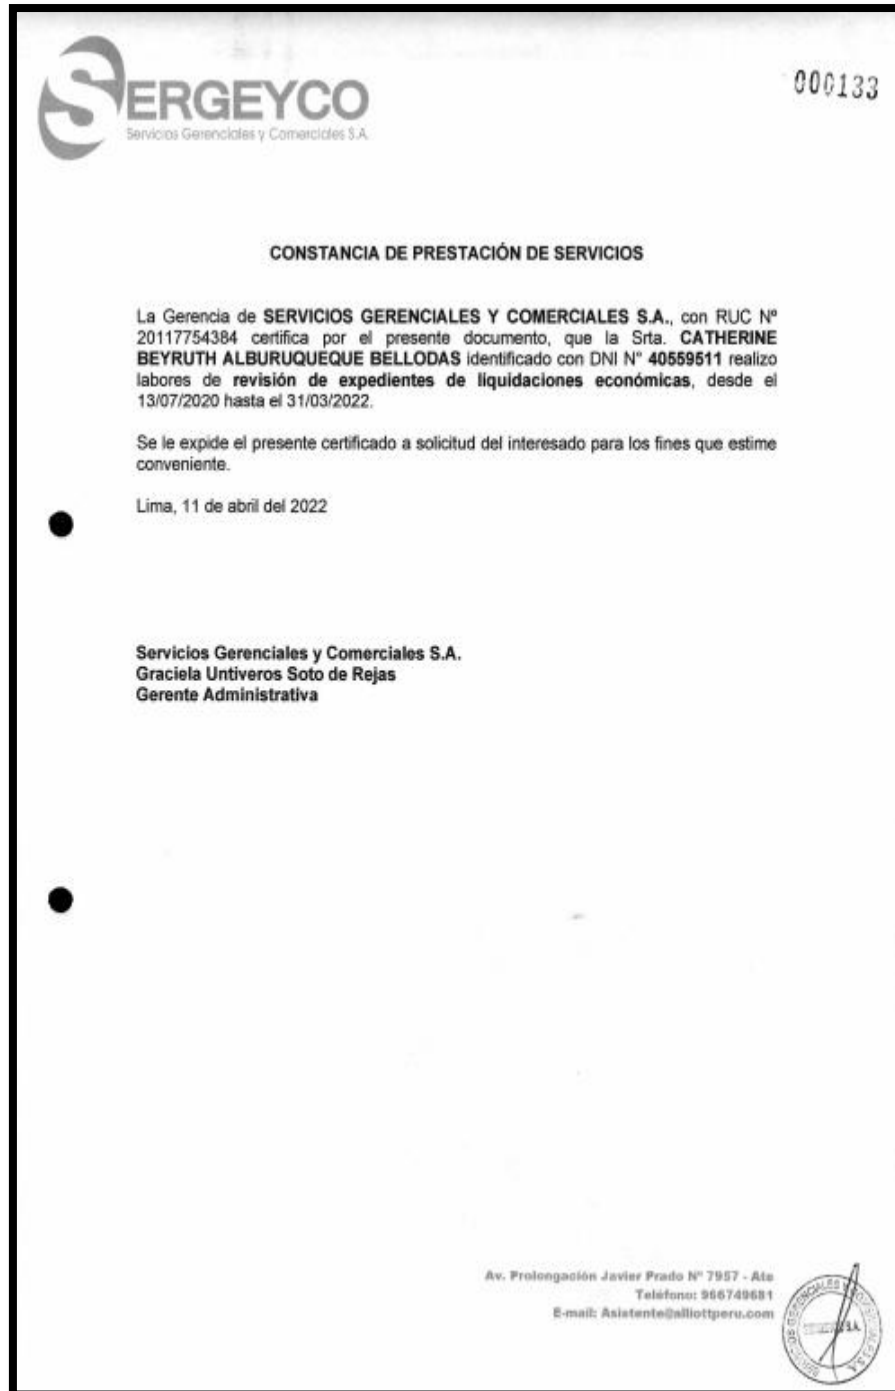 SERGEYCO
Servicios Gerenciales y Comerciales S.A.
000133
CONSTANCIA DE PRESTACIÓN DE SERVICIOS
La Gerencia de SERVICIOS GERENCIALES Y COMERCIALES S.A., con RUC Nº
20117754384 certifica por el presente documento, que la Srta. CATHERINE
BEYRUTH ALBURUQUEQUE BELLODAS identificado con DNI N° 40559511 realizo
labores de revisión de expedientes de liquidaciones económicas, desde el
13/07/2020 hasta el 31/03/2022.
Se le expide el presente certificado a solicitud del interesado para los fines que estime
conveniente.
Lima, 11 de abril del 2022
Servicios Gerenciales y Comerciales S.A.
Graciela Untiveros Soto de Rejas
Gerente Administrativa
Av. Prolongación Javier Prado Nº 7957 - Ate
Teléfono: 966749681
E-mail: Asistente@alliottperu.com